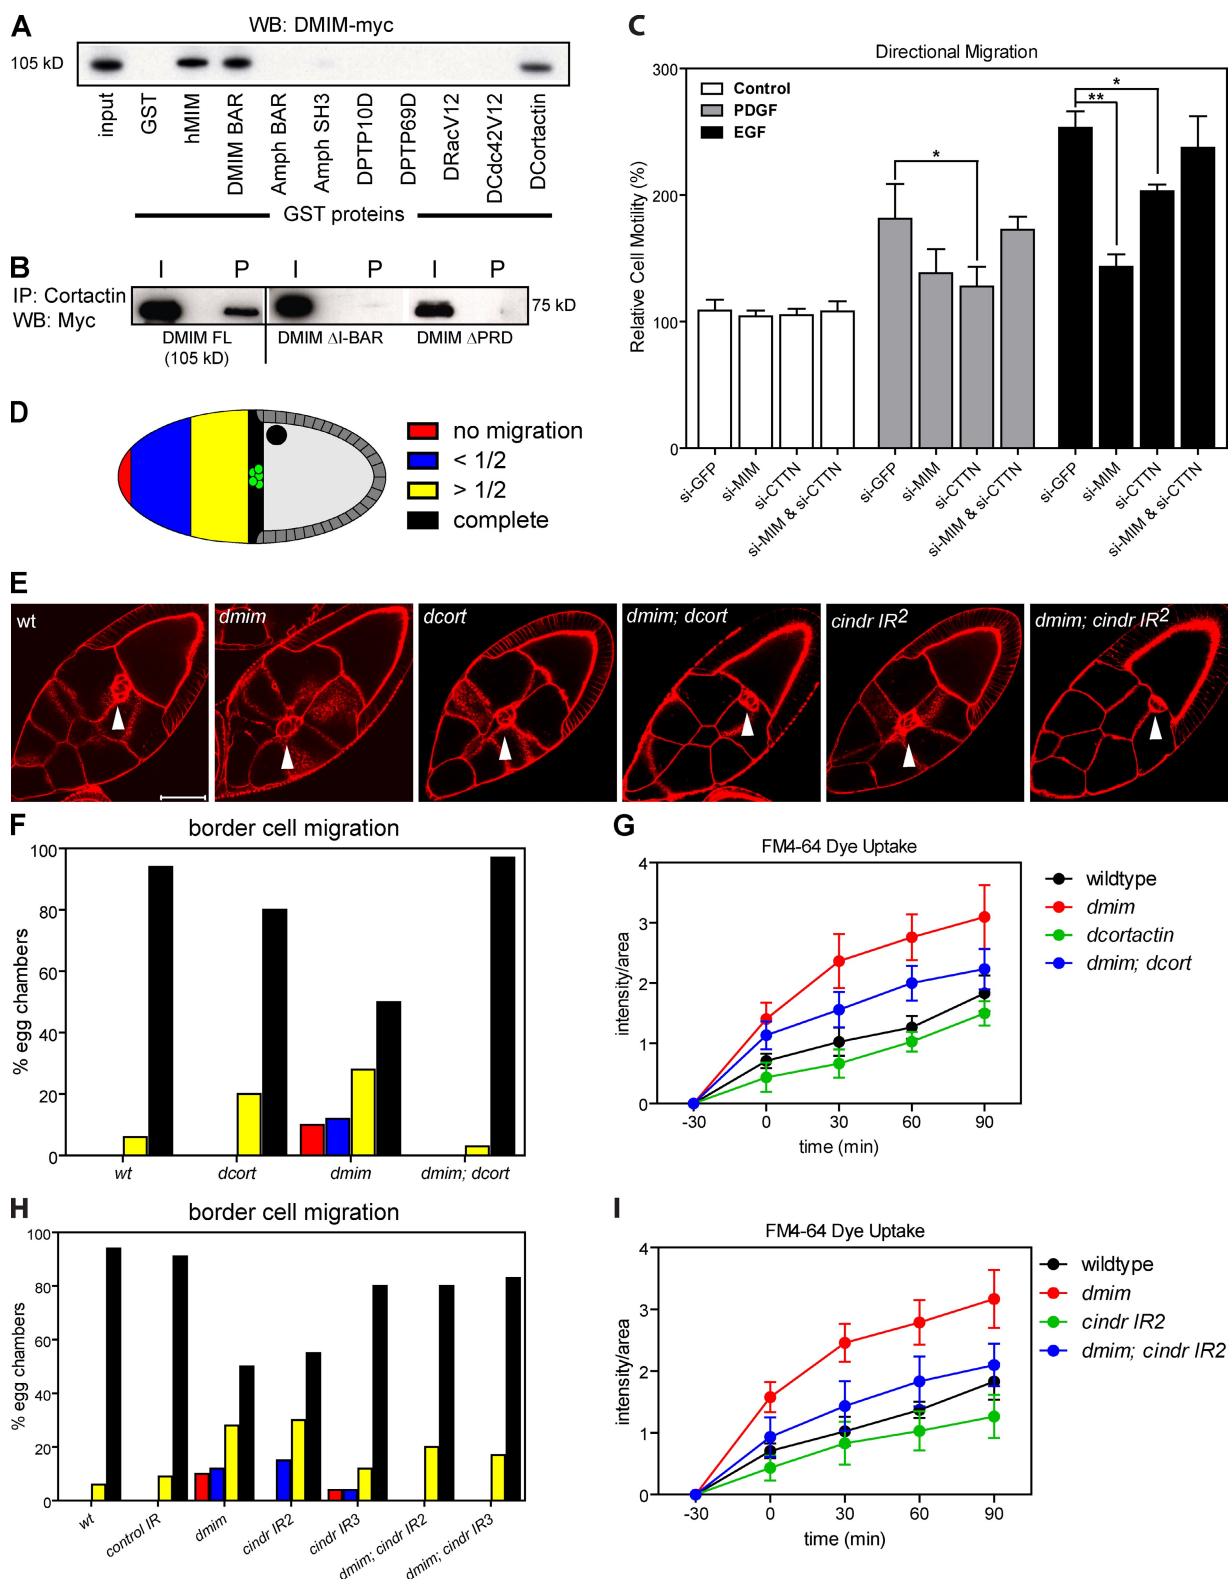 A
WB: DMIM-myc
105 kD
input
GST
hMIM
DMIM BAR
Amph BAR
Amph SH3
DPTP10D
DPTP69D
DRacV12
DCdc42V12
DCortactin
GST proteins
B
I P I P I P
IP: Cortactin
WB: Myc
75 kD
DMIM FL
(105 kD)
DMIM ΔI-BAR
DMIM ΔPRD
C
Directional Migration
Relative Cell Motility (%)
300
200
100
0
Control
PDGF
EGF
*
**
*
si-GFP
si-MIM
si-CTTN
si-MIM & si-CTTN
si-GFP
si-MIM
si-CTTN
si-MIM & si-CTTN
si-GFP
si-MIM
si-CTTN
si-MIM & si-CTTN
D
no migration
< 1/2
> 1/2
complete
E
wt
dmim
dcort
dmim; dcort
cindr IR2
dmim; cindr IR2
F
border cell migration
% egg chambers
100
80
60
40
20
0
wt
dcort
dmim
dmim; dcort
G
FM4-64 Dye Uptake
intensity/area
4
3
2
1
0
-30 0 30 60 90
time (min)
wildtype
dmim
dcortactin
dmim; dcort
H
border cell migration
% egg chambers
100
80
60
40
20
0
wt
control IR
dmim
cindr IR2
cindr IR3
dmim; cindr IR2
dmim; cindr IR3
I
FM4-64 Dye Uptake
intensity/area
4
3
2
1
0
-30 0 30 60 90
time (min)
wildtype
dmim
cindr IR2
dmim; cindr IR2